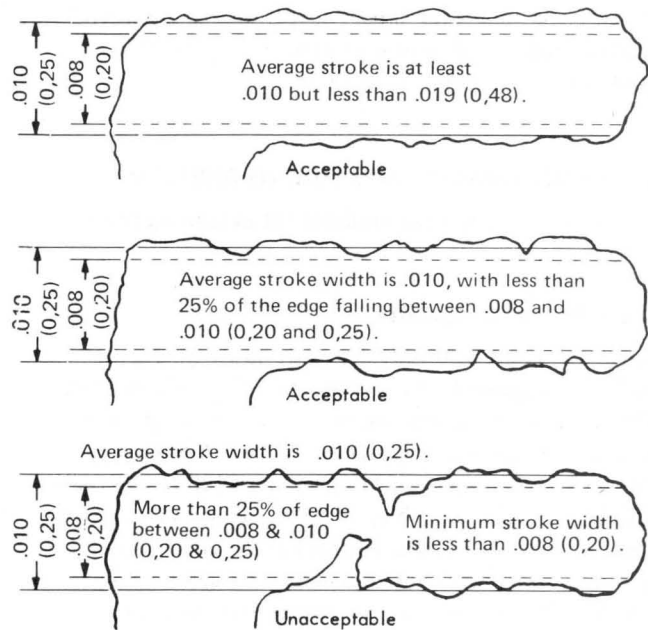 .010
(0,25)
.008
(0,20)
Average stroke is at least
.010 but less than .019 (0,48).
Acceptable
.010
(0,25)
.008
(0,20)
Average stroke width is .010, with less than
25% of the edge falling between .008 and
.010 (0,20 and 0,25).
Acceptable
Average stroke width is .010 (0,25).
.010
(0,25)
.008
(0,20)
More than 25% of edge
between .008 & .010
(0,20 & 0,25)
Minimum stroke width
is less than .008 (0,20).
Unacceptable